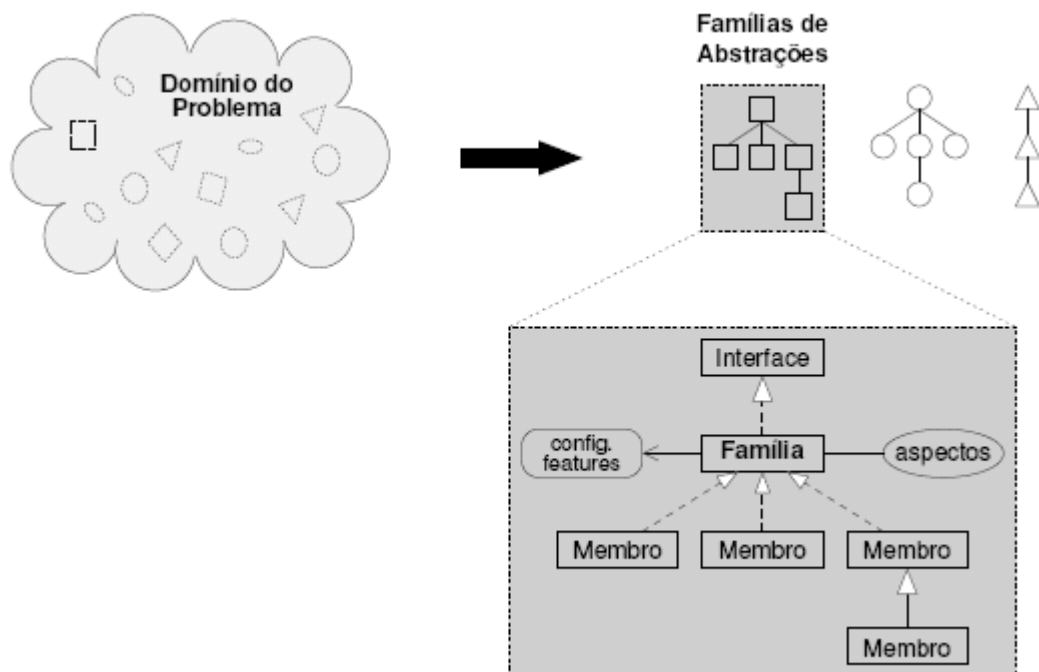 Famílias de
Abstrações
Domínio do
Problema
Interface
config.
features
Família
aspectos
Membro
Membro
Membro
Membro